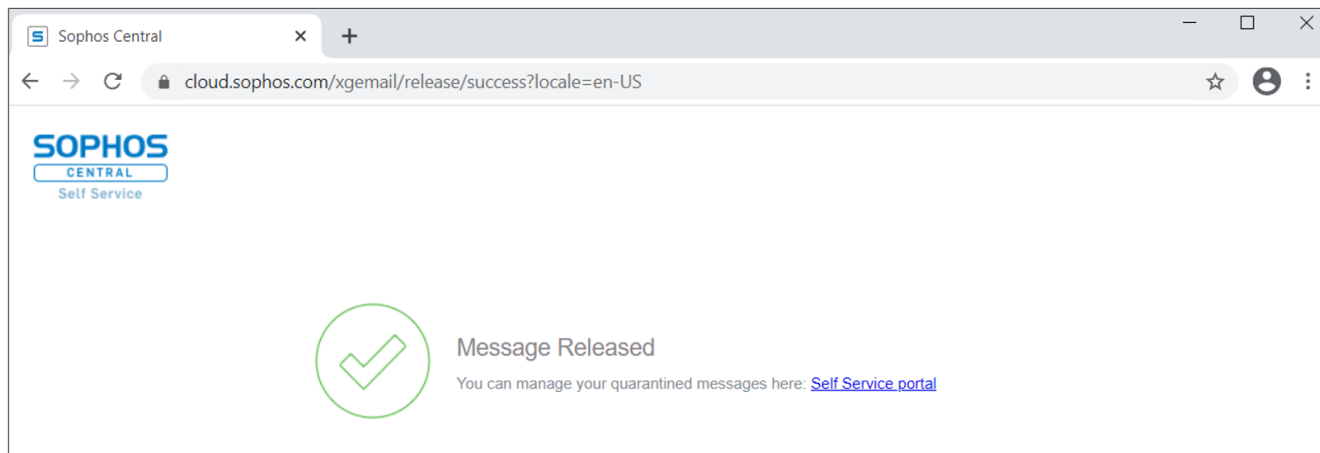 Sophos Central
cloud.sophos.com/xgemail/release/success?locale=en-US
SOPHOS
CENTRAL
Self Service
Message Released
You can manage your quarantined messages here: Self Service portal